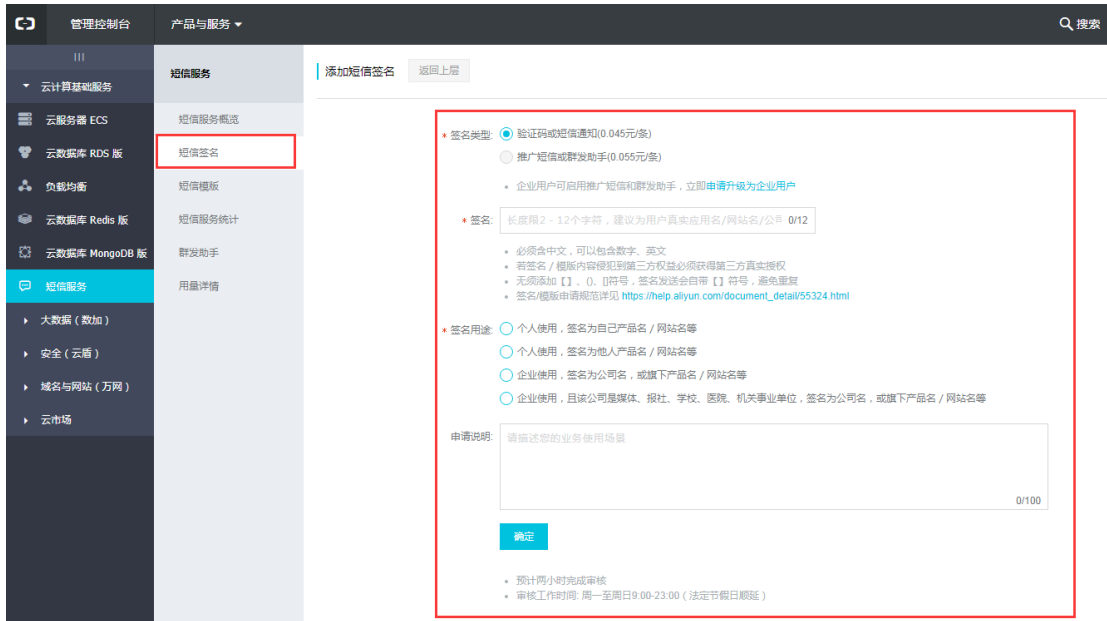 管理控制台
产品与服务
搜索
云计算基础服务
云服务器 ECS
云数据库 RDS 版
负载均衡
云数据库 Redis 版
云数据库 MongoDB 版
短信服务
大数据（数加）
安全（云盾）
域名与网站（万网）
云市场
短信服务
短信服务概览
短信签名
短信模版
短信服务统计
群发助手
用量详情
添加短信签名
返回上层
* 签名类型: 验证码或短信通知(0.045元/条)
推广短信或群发助手(0.055元/条)
• 企业用户可启用推广短信和群发助手，立即申请升级为企业用户
* 签名: 长度限2 - 12个字符，建议为用户真实应用名/网站名/公司 0/12
• 必须含中文，可以包含数字、英文
• 若签名 / 模版内容侵犯到第三方权益必须获得第三方真实授权
• 无须添加【 】、()、[]符号，签名发送会自带【 】符号，避免重复
• 签名/模版申请规范详见 https://help.aliyun.com/document_detail/55324.html
* 签名用途: 个人使用，签名为自己产品名 / 网站名等
个人使用，签名为他人产品名 / 网站名等
企业使用，签名为公司名，或旗下产品名 / 网站名等
企业使用，且该公司是媒体、报社、学校、医院、机关事业单位，签名为公司名，或旗下产品名 / 网站名等
申请说明: 请描述您的业务使用场景
0/100
确定
• 预计两小时完成审核
• 审核工作时间: 周一至周日9:00-23:00（法定节假日顺延）